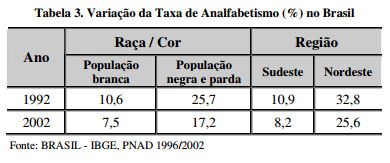 Tabela 3. Variação da Taxa de Analfabetismo (%) no Brasil
Ano Raça / Cor Região
População branca População negra e parda Sudeste Nordeste
1992 10,6 25,7 10,9 32,8
2002 7,5 17,2 8,2 25,6
Fonte: BRASIL - IBGE, PNAD 1996/2002